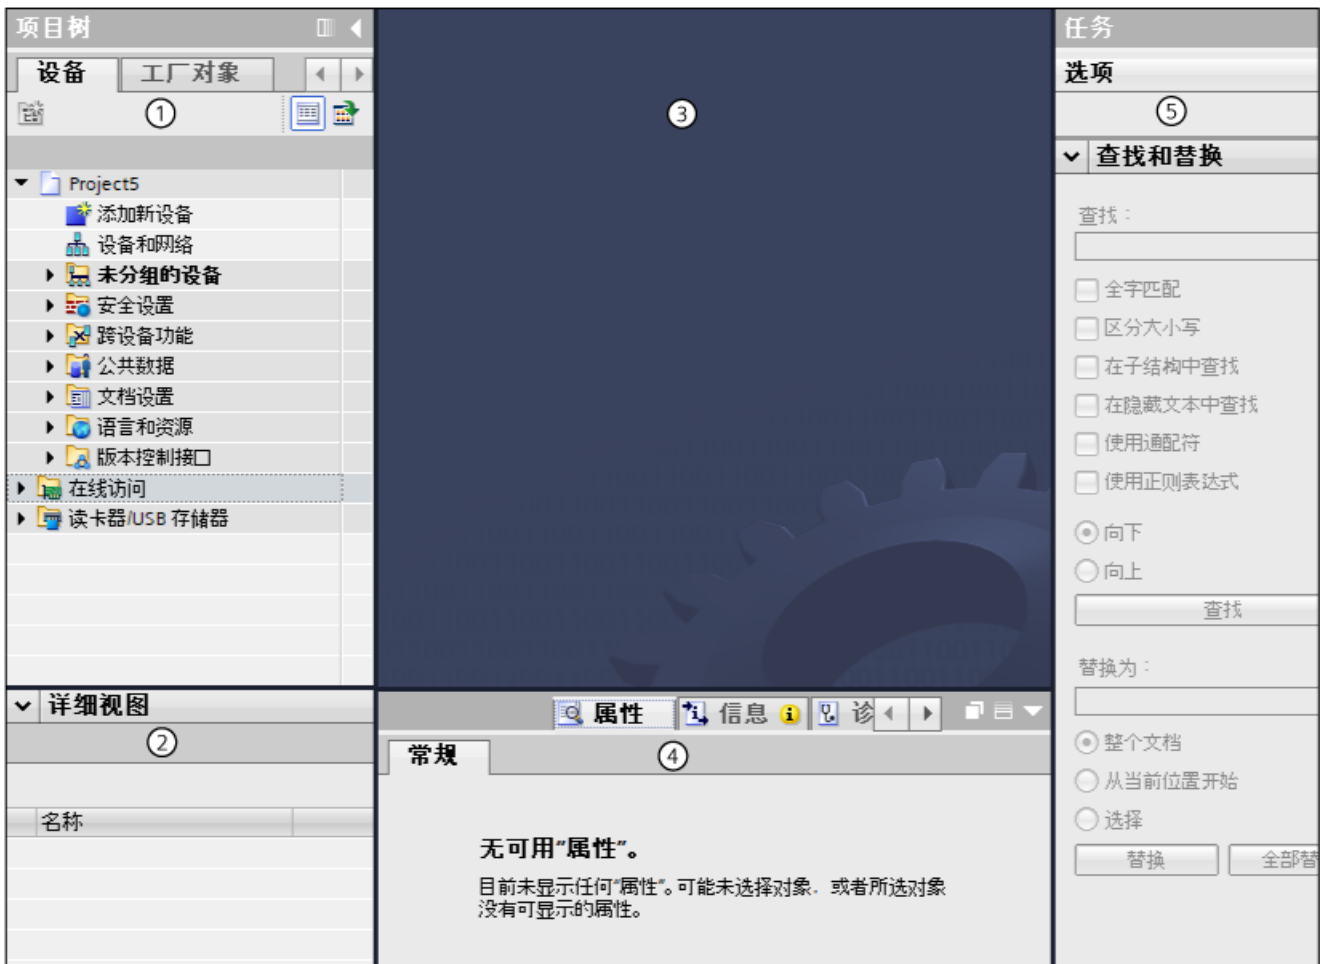 项目树
设备
工厂对象
①
Project5
添加新设备
设备和网络
未分组的设备
安全设置
跨设备功能
公共数据
文档设置
语言和资源
版本控制接口
在线访问
读卡器/USB 存储器
详细视图
②
名称
③
属性
信息
诊
常规
④
无可用"属性"。
目前未显示任何"属性"。可能未选择对象，或者所选对象
没有可显示的属性。
任务
选项
⑤
查找和替换
查找：
全字匹配
区分大小写
在子结构中查找
在隐藏文本中查找
使用通配符
使用正则表达式
向下
向上
查找
替换为：
整个文档
从当前位置开始
选择
替换
全部替